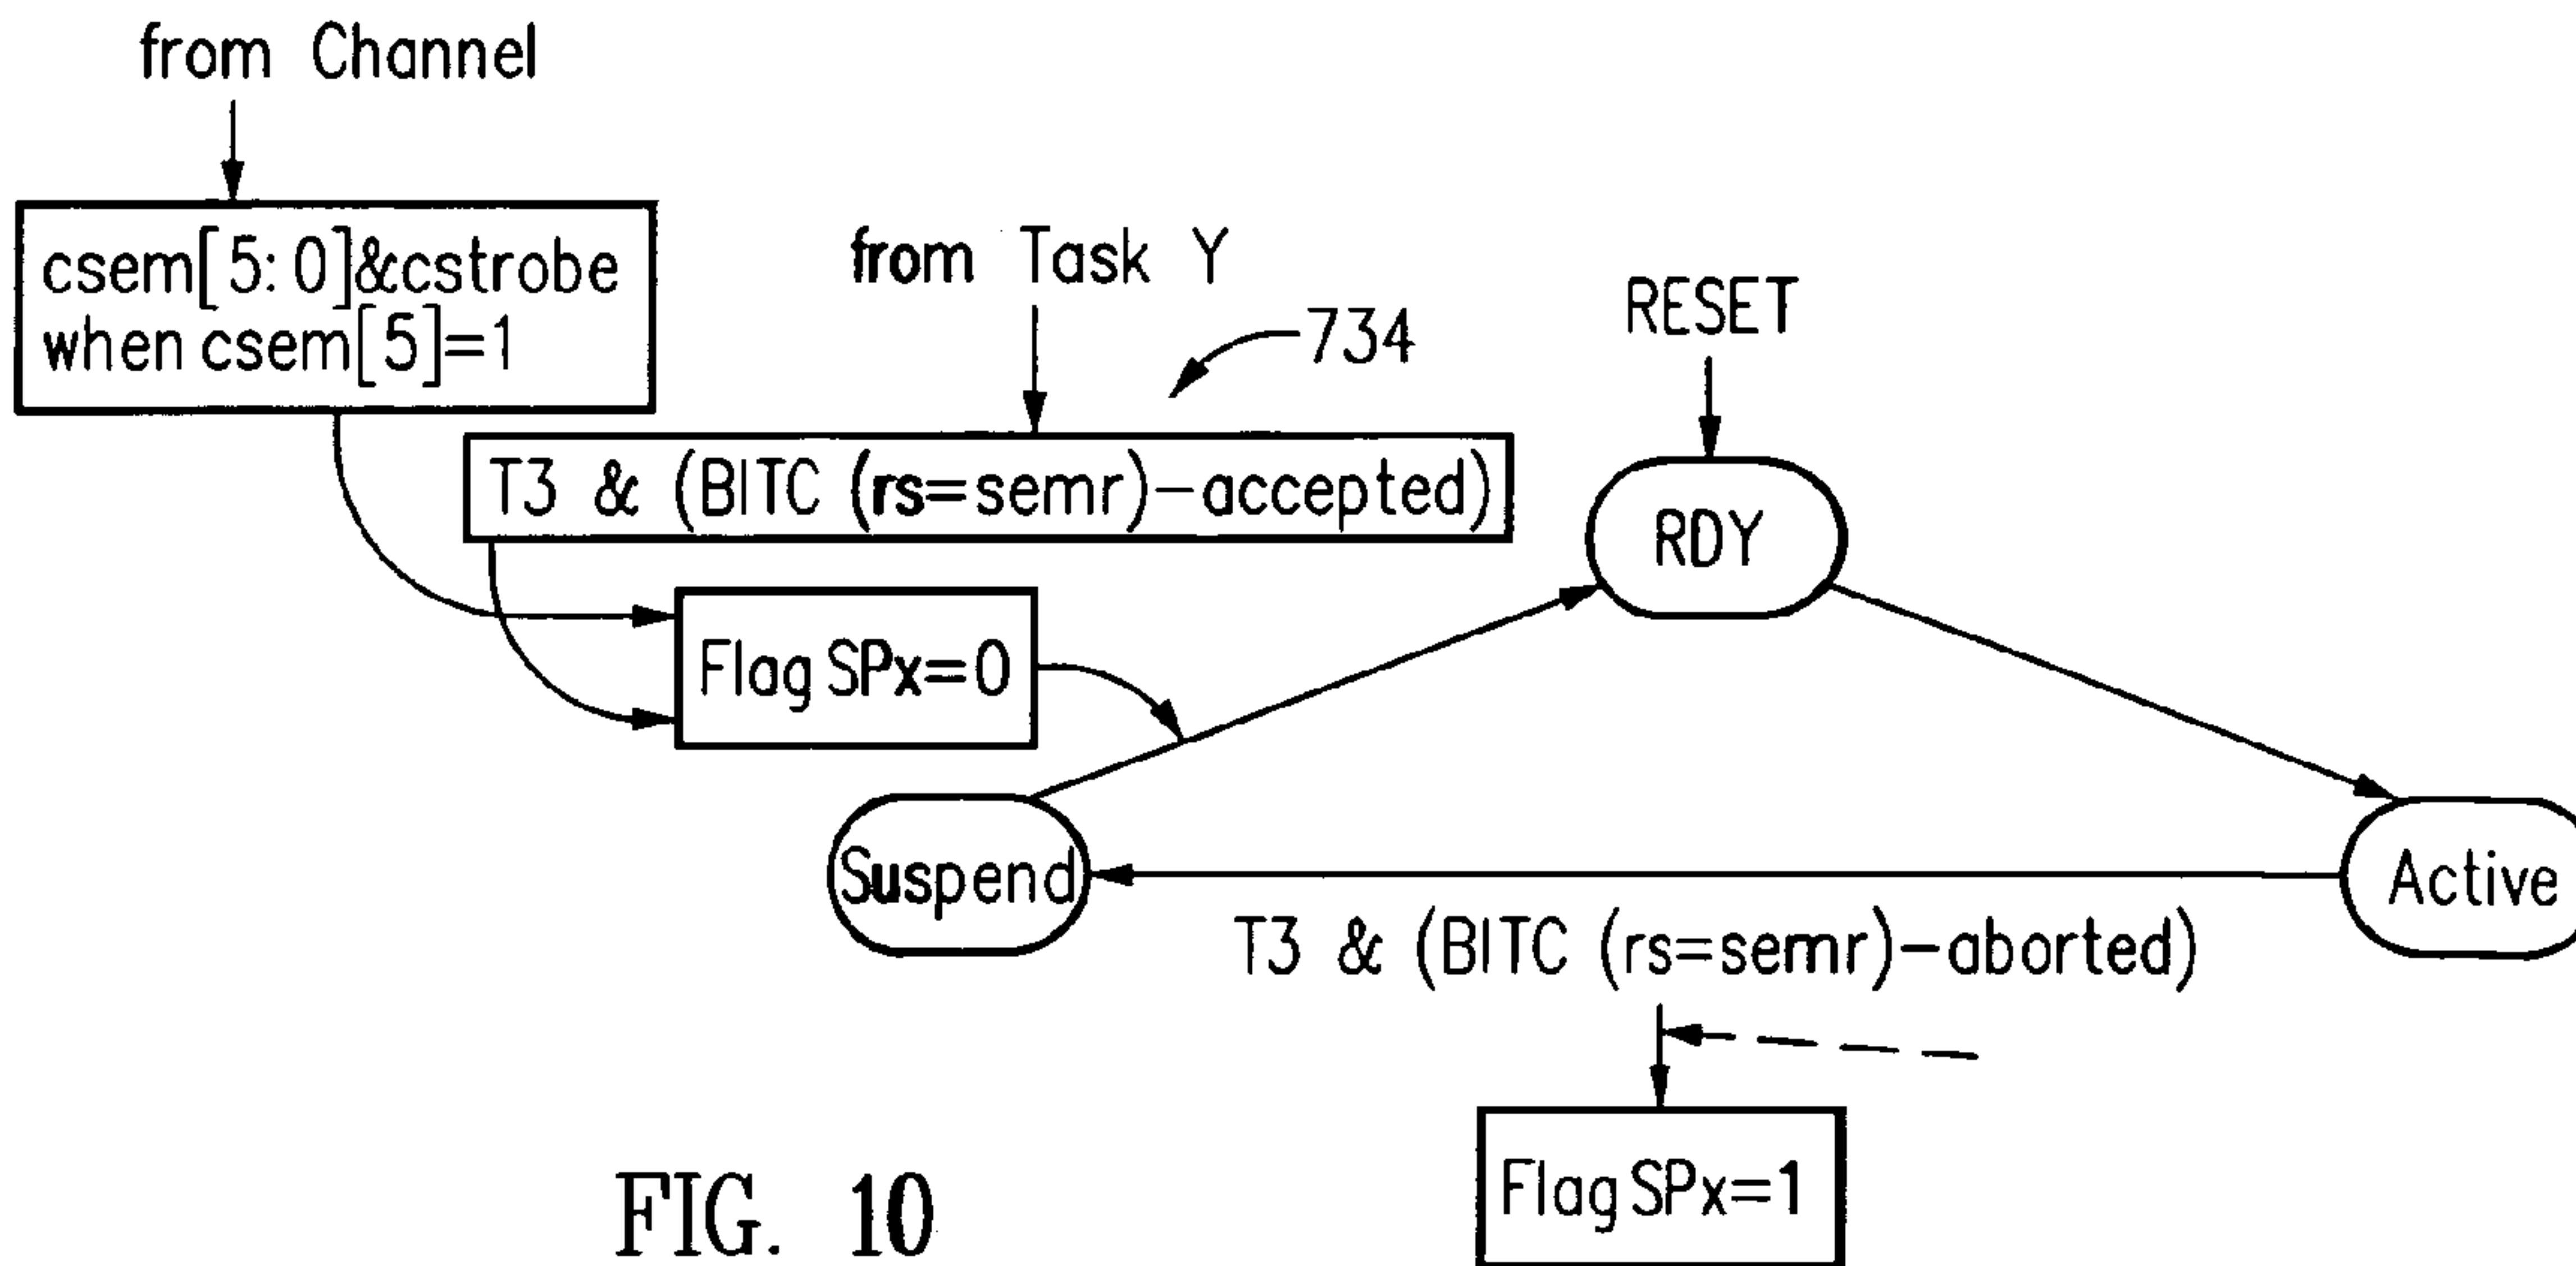 from Channel
csem[5:0]&cstrobe
when csem[5]=1
from Task Y
734
RESET
T3 & (BITC (rs=semr)-accepted)
RDY
Flag SPx=0
Suspend
Active
T3 & (BITC (rs=semr)-aborted)
Flag SPx=1
FIG. 10